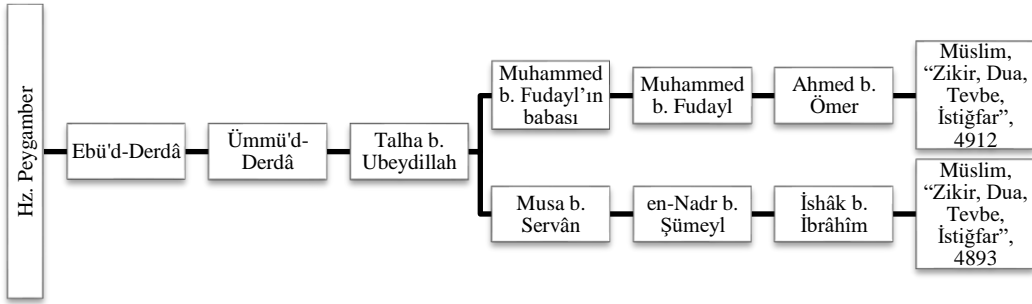 Hz. Peygamber
Ebü'd-Derdâ
Ümmü'd-
Derdâ
Talha b.
Ubeydillah
Muhammed
b. Fudayl’ın
babası
Muhammed
b. Fudayl
Ahmed b.
Ömer
Müslim,
“Zikir, Dua,
Tevbe,
İstiğfar”,
4912
Musa b.
Servân
en-Nadr b.
Şümeyl
İshâk b.
İbrâhîm
Müslim,
“Zikir, Dua,
Tevbe,
İstiğfar”,
4893